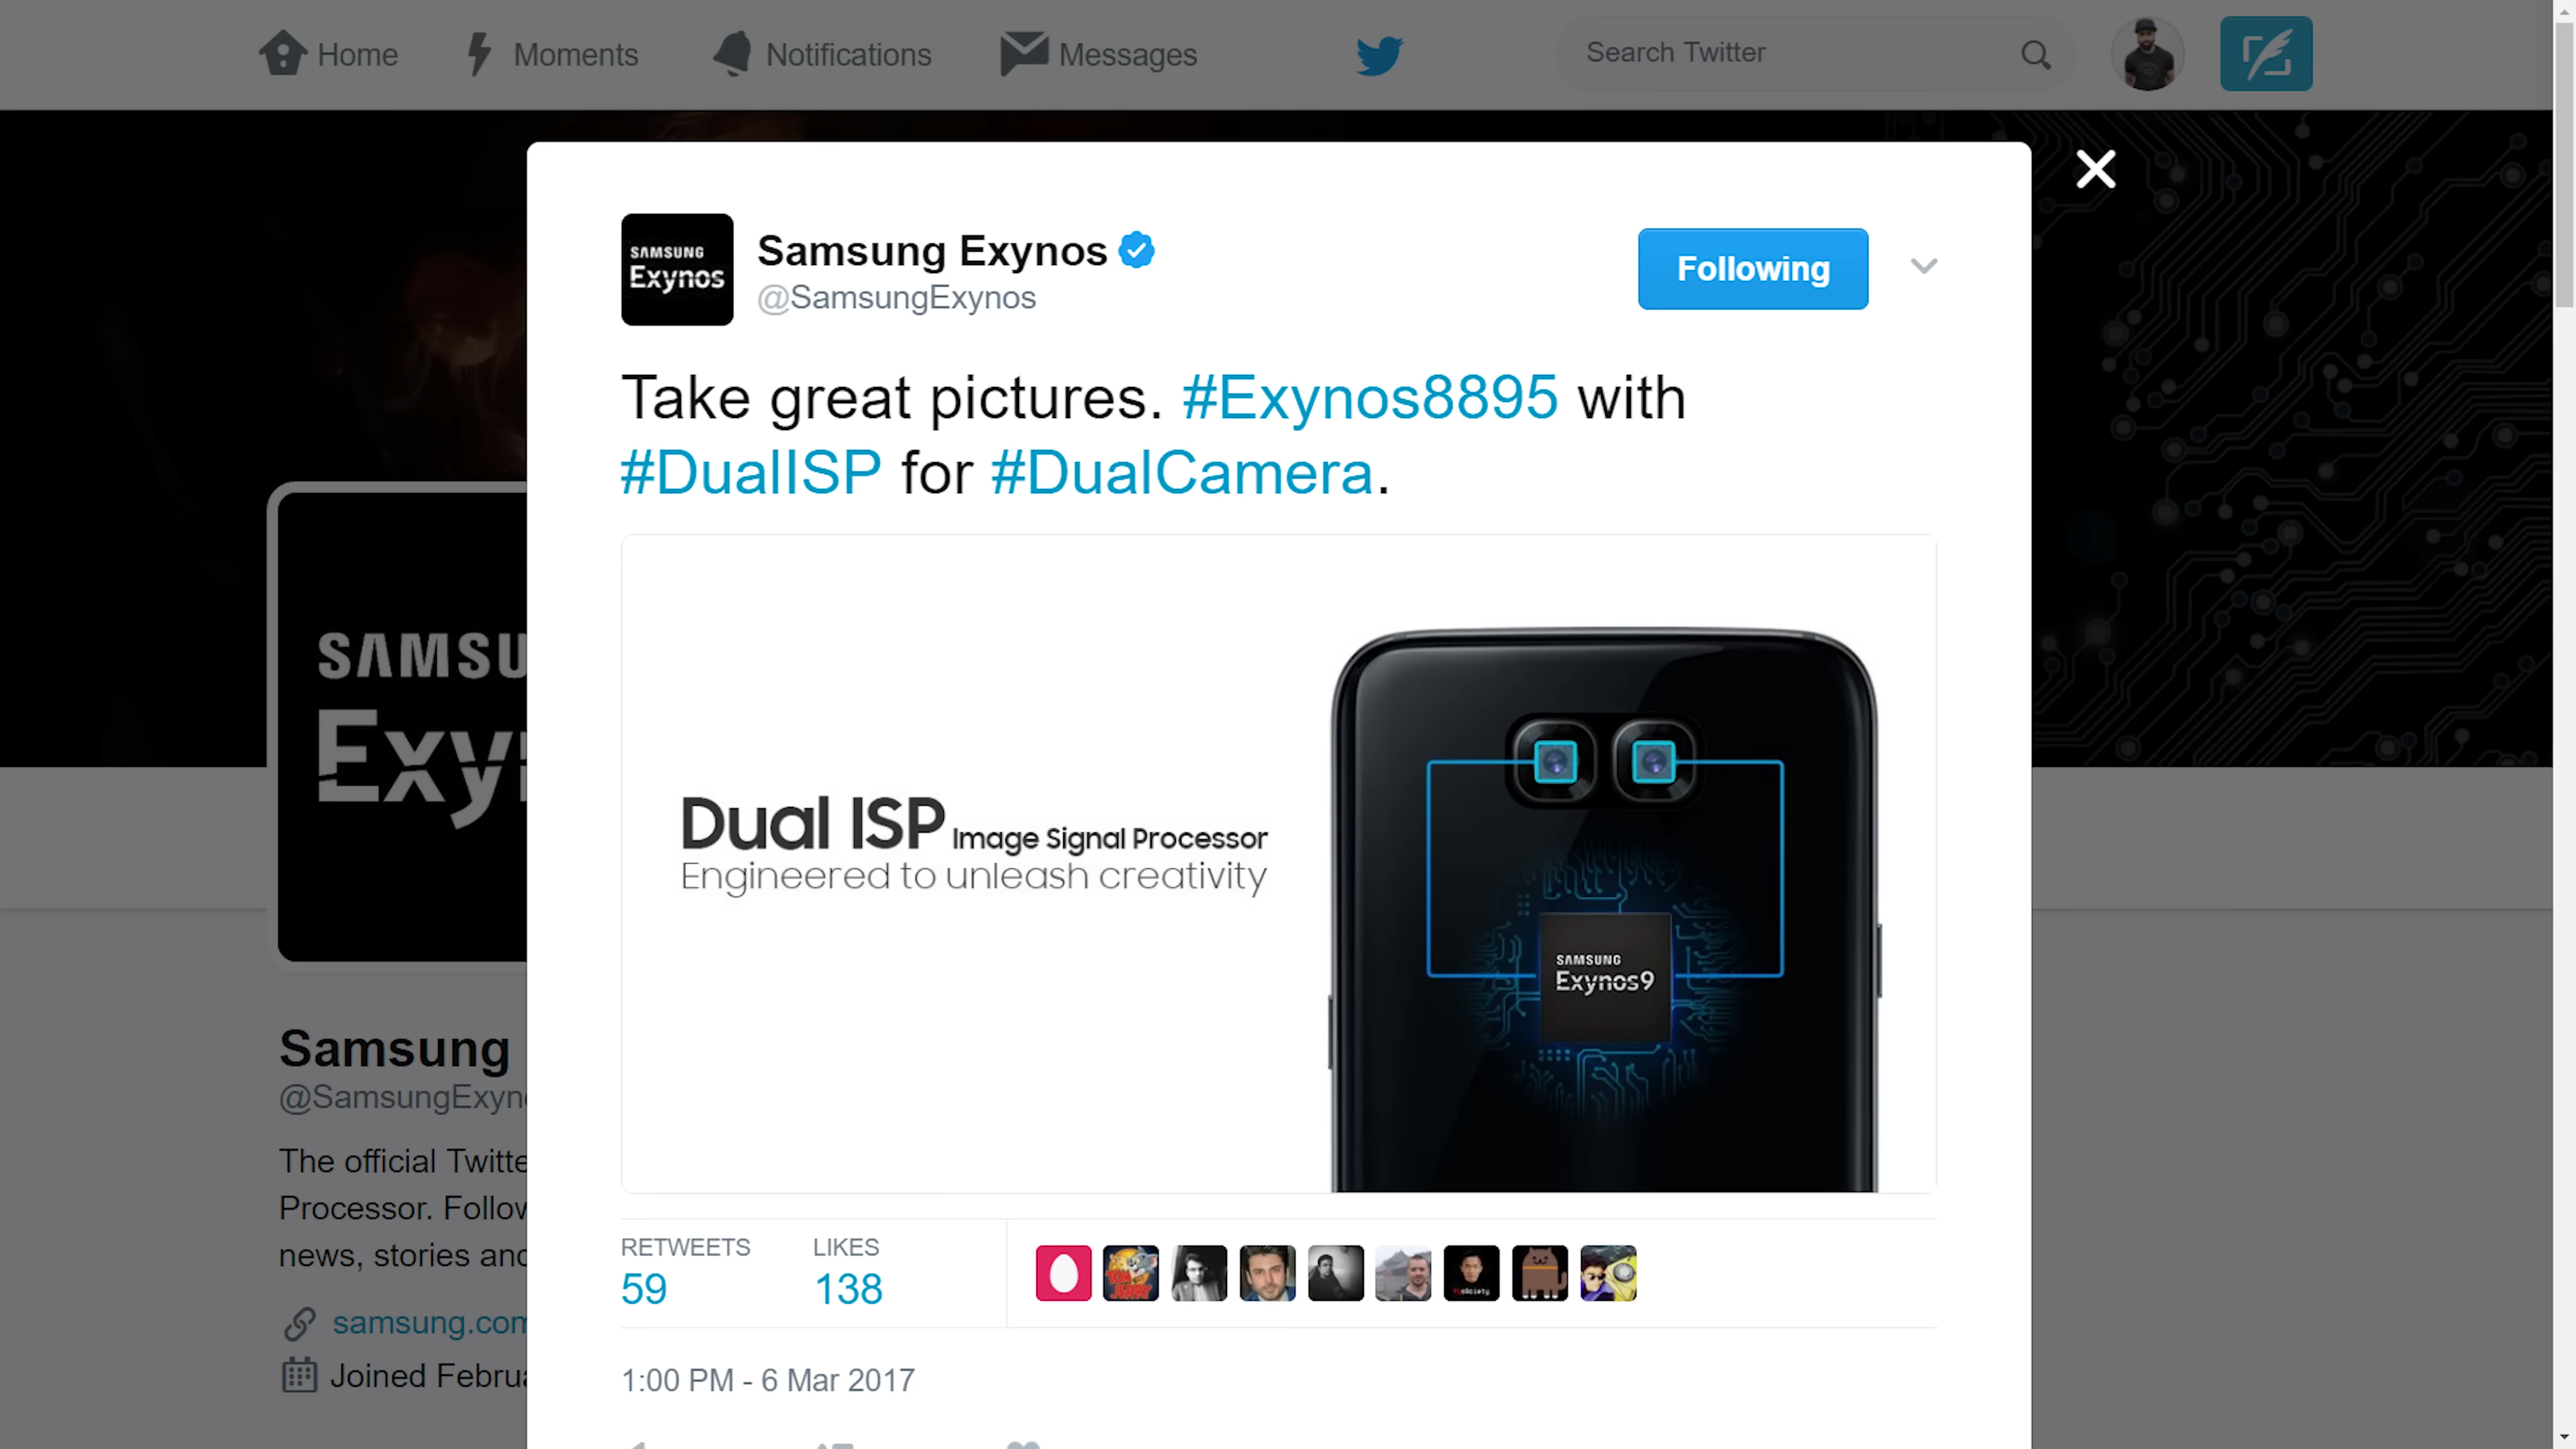 Home
Moments
Notifications
Messages
Search Twitter
SAMSUNG
Exynos
Samsung Exynos
@SamsungExynos
Following
Take great pictures. #Exynos8895 with
#DualISP for #DualCamera.
Dual ISP Image Signal Processor
Engineered to unleash creativity
SAMSUNG
Exynos9
RETWEETS
59
LIKES
138
1:00 PM - 6 Mar 2017
SAMSU
Exy
Samsung
@SamsungExyn
The official Twitte
Processor. Follow
news, stories and
samsung.com
Joined Februa